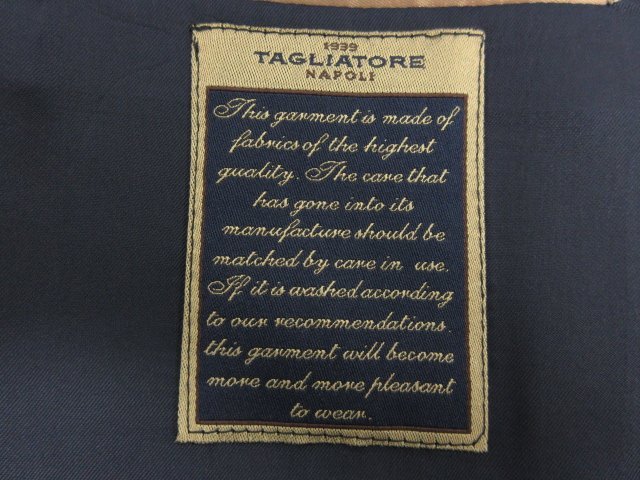 1939
TAGLIATORE
NAPOLI
This garment is made of
fabrics of the highest
quality. The care that
has gone into its
manufacture should be
matched by care in use.
If it is washed according
to our recommendations.
this garment will become
more and more pleasant
to wear.